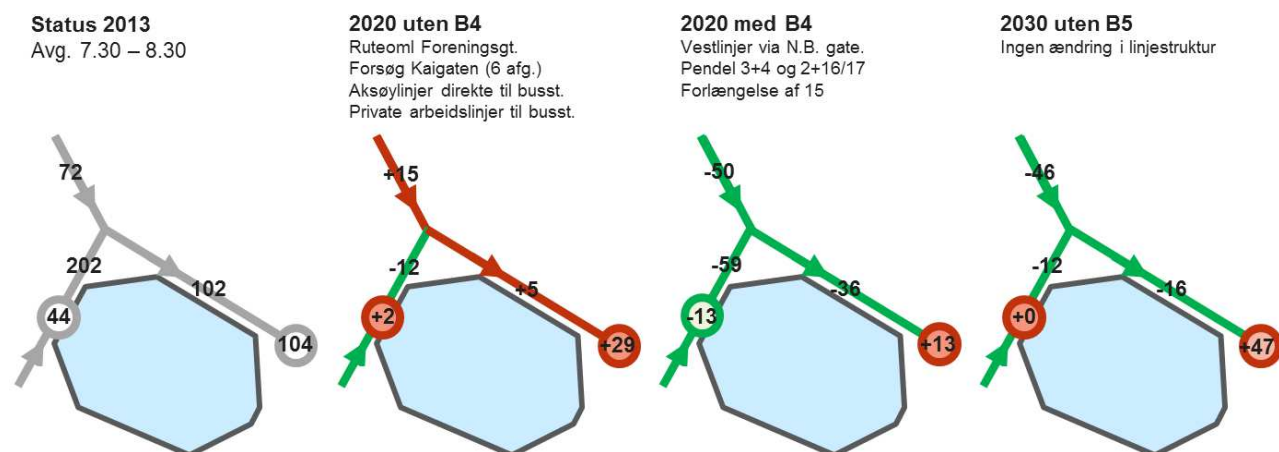 Status 2013
Avg. 7.30 – 8.30
2020 uten B4
Ruteoml Foreningsgt.
Forsøg Kaigaten (6 afg.)
Aksøylinjer direkte til busst.
Private arbeidslinjer til busst.
2020 med B4
Vestlinjer via N.B. gate.
Pendel 3+4 og 2+16/17
Forlængelse af 15
2030 uten B5
Ingen ændring i linjestruktur
72
202
102
44
104
+15
-12
+5
+2
+29
-50
-59
-36
-13
+13
-46
-12
-16
+0
+47